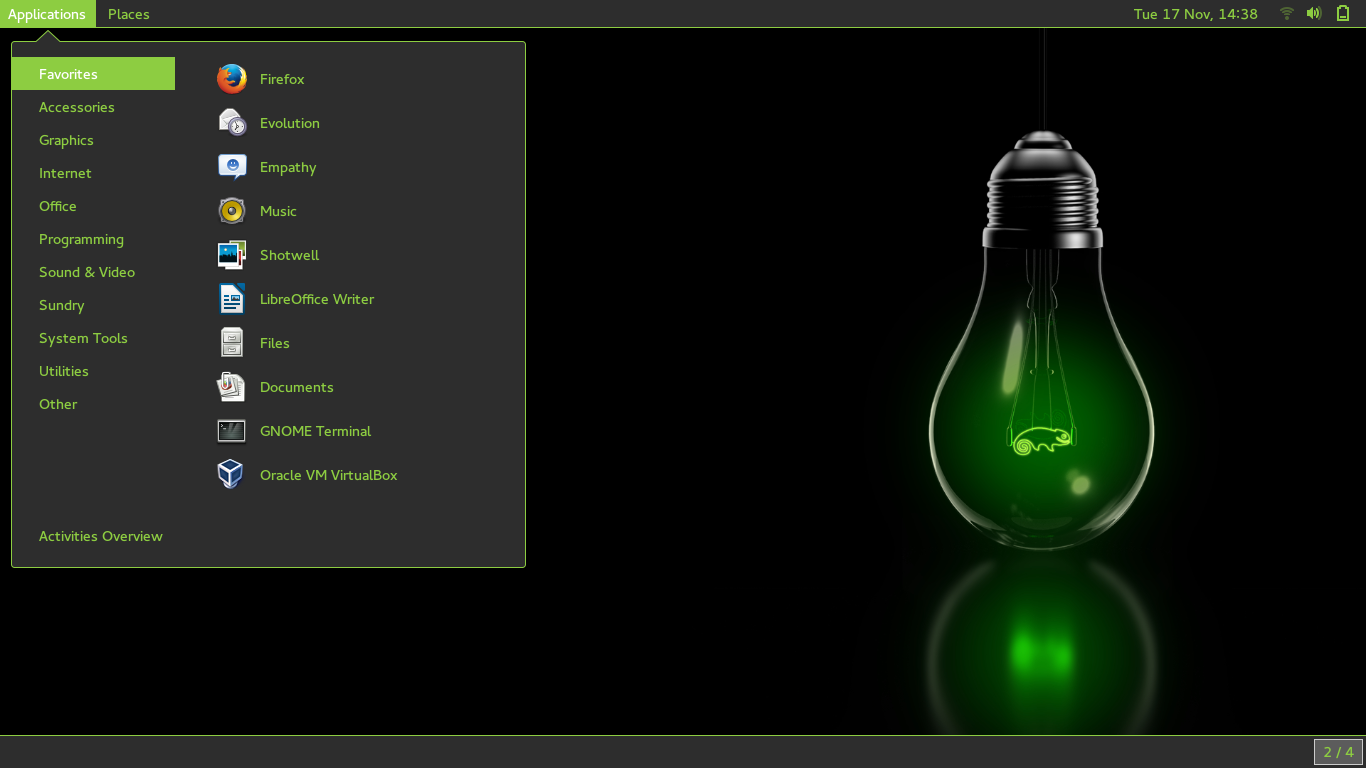 Applications Places Tue 17 Nov, 14:38
Favorites
Accessories
Graphics
Internet
Office
Programming
Sound & Video
Sundry
System Tools
Utilities
Other
Activities Overview
Firefox
Evolution
Empathy
Music
Shotwell
LibreOffice Writer
Files
Documents
GNOME Terminal
Oracle VM VirtualBox
2 / 4